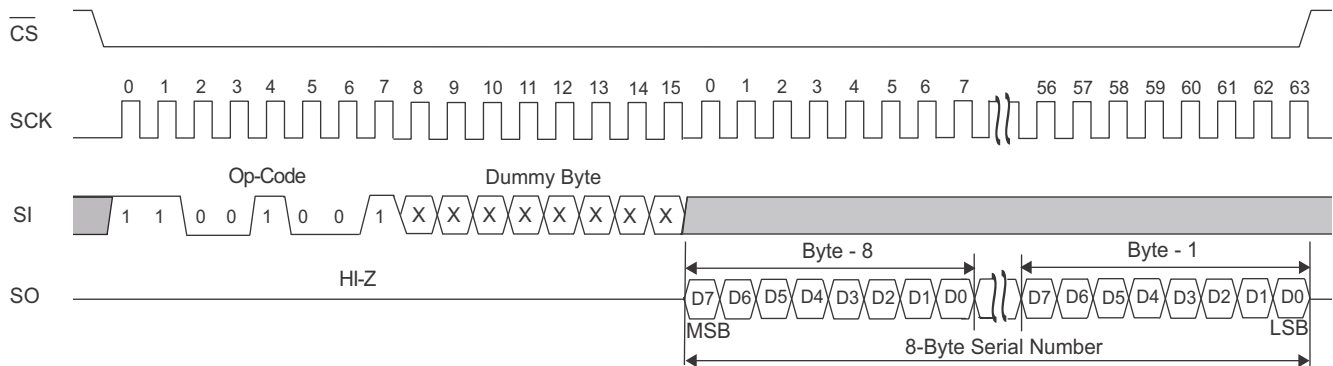 CS
0 1 2 3 4 5 6 7 8 9 10 11 12 13 14 15 0 1 2 3 4 5 6 7 56 57 58 59 60 61 62 63
SCK
Op-Code Dummy Byte
SI 1 1 0 0 1 0 0 1 X X X X X X X X
Byte - 8 Byte - 1
HI-Z
SO D7 D6 D5 D4 D3 D2 D1 D0 D7 D6 D5 D4 D3 D2 D1 D0
MSB LSB
8-Byte Serial Number